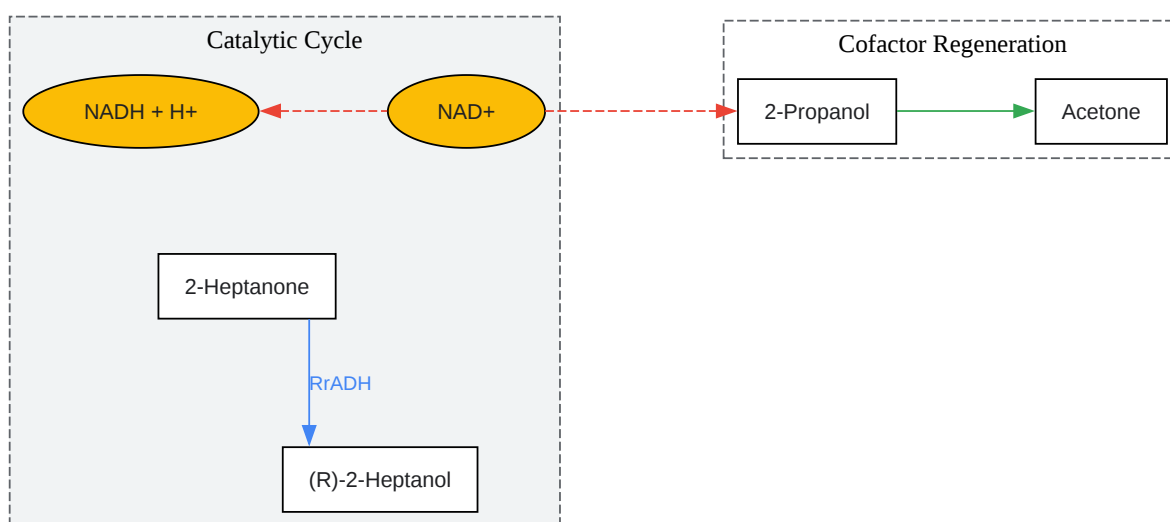 Catalytic Cycle
Cofactor Regeneration
NADH + H+
NAD+
2-Propanol
Acetone
2-Heptanone
RrADH
(R)-2-Heptanol